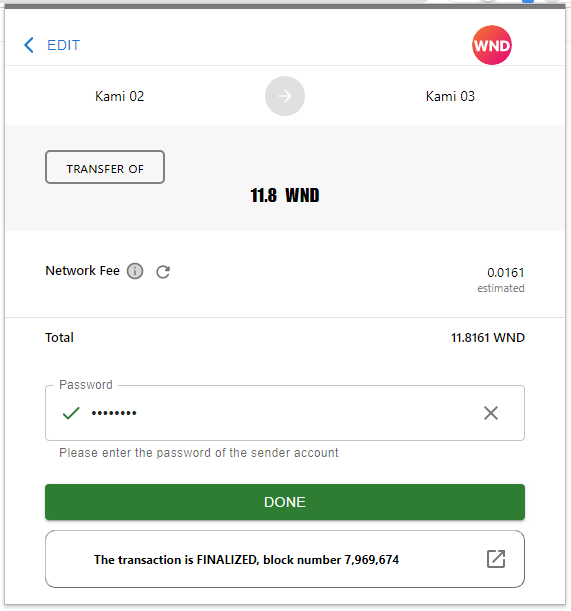 EDIT
WND
Kami 02
Kami 03
TRANSFER OF
11.8 WND
Network Fee
0.0161
estimated
Total
11.8161 WND
Password
••••••••
Please enter the password of the sender account
DONE
The transaction is FINALIZED, block number 7,969,674